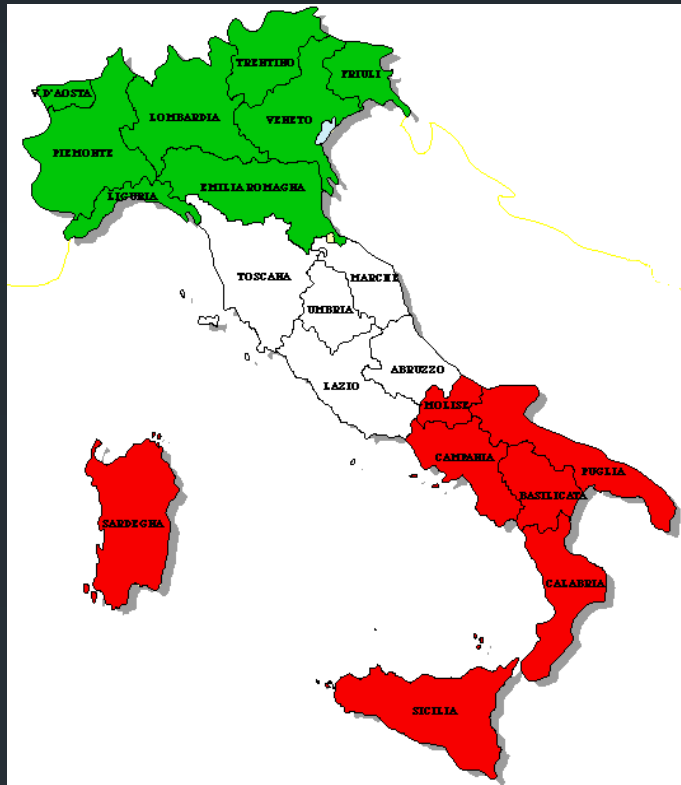 TRENTINO
FRIULI
V D'AOSTA
LOMBARDIA
VENETO
PIEMONTE
EMILIA ROMAGNA
LIGURIA
TOSCANA
MARCHE
UMBRIA
ABRUZZO
LAZIO
MOLISE
CAMPANIA
PUGLIA
BASILICATA
SARDEGNA
CALABRIA
SICILIA